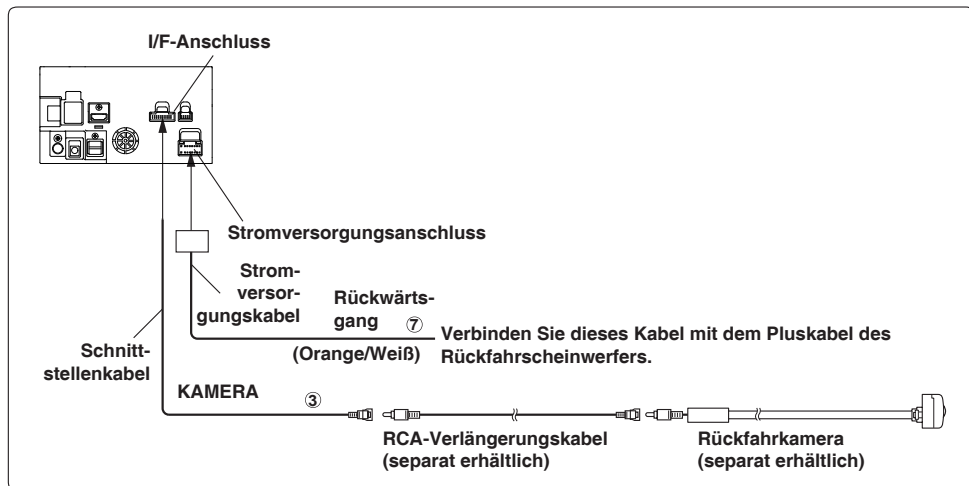 I/F-Anschluss
Stromversorgungsanschluss
Strom-
versor-
gungskabel
Rückwärts-
gang
⑦
(Orange/Weiß)
Verbinden Sie dieses Kabel mit dem Pluskabel des
Rückfahrscheinwerfers.
Schnitt-
stellenkabel
KAMERA
③
RCA-Verlängerungskabel
(separat erhältlich)
Rückfahrkamera
(separat erhältlich)